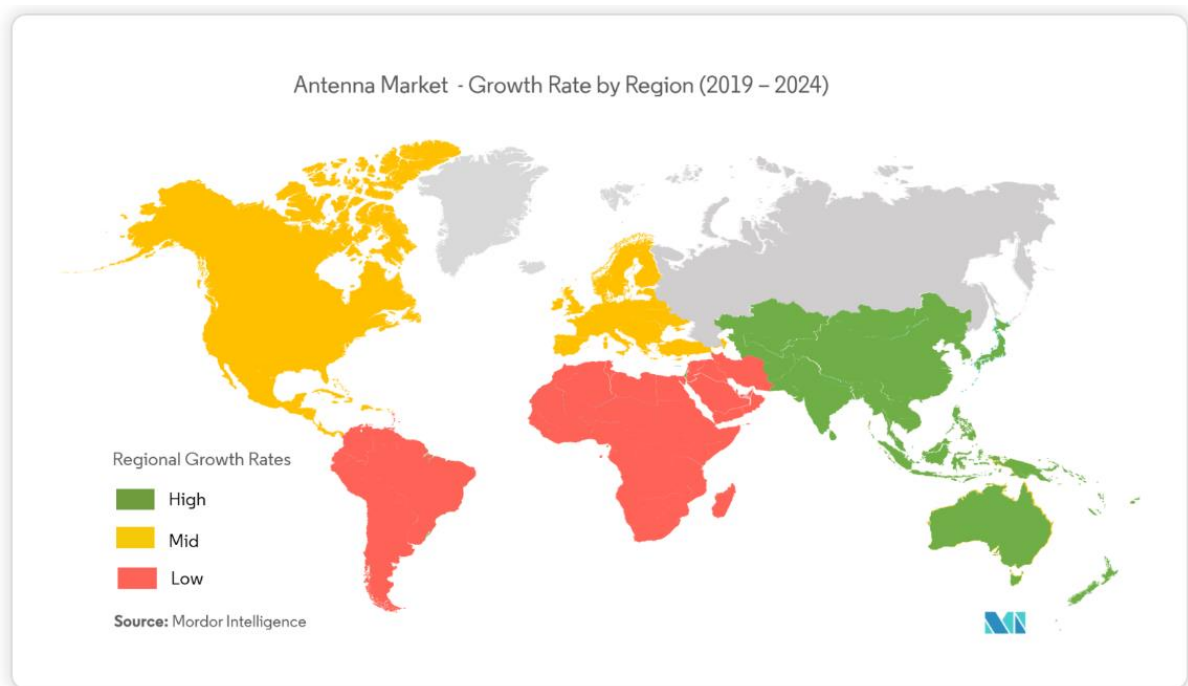 Antenna Market - Growth Rate by Region (2019 – 2024)
Regional Growth Rates
High
Mid
Low
Source: Mordor Intelligence